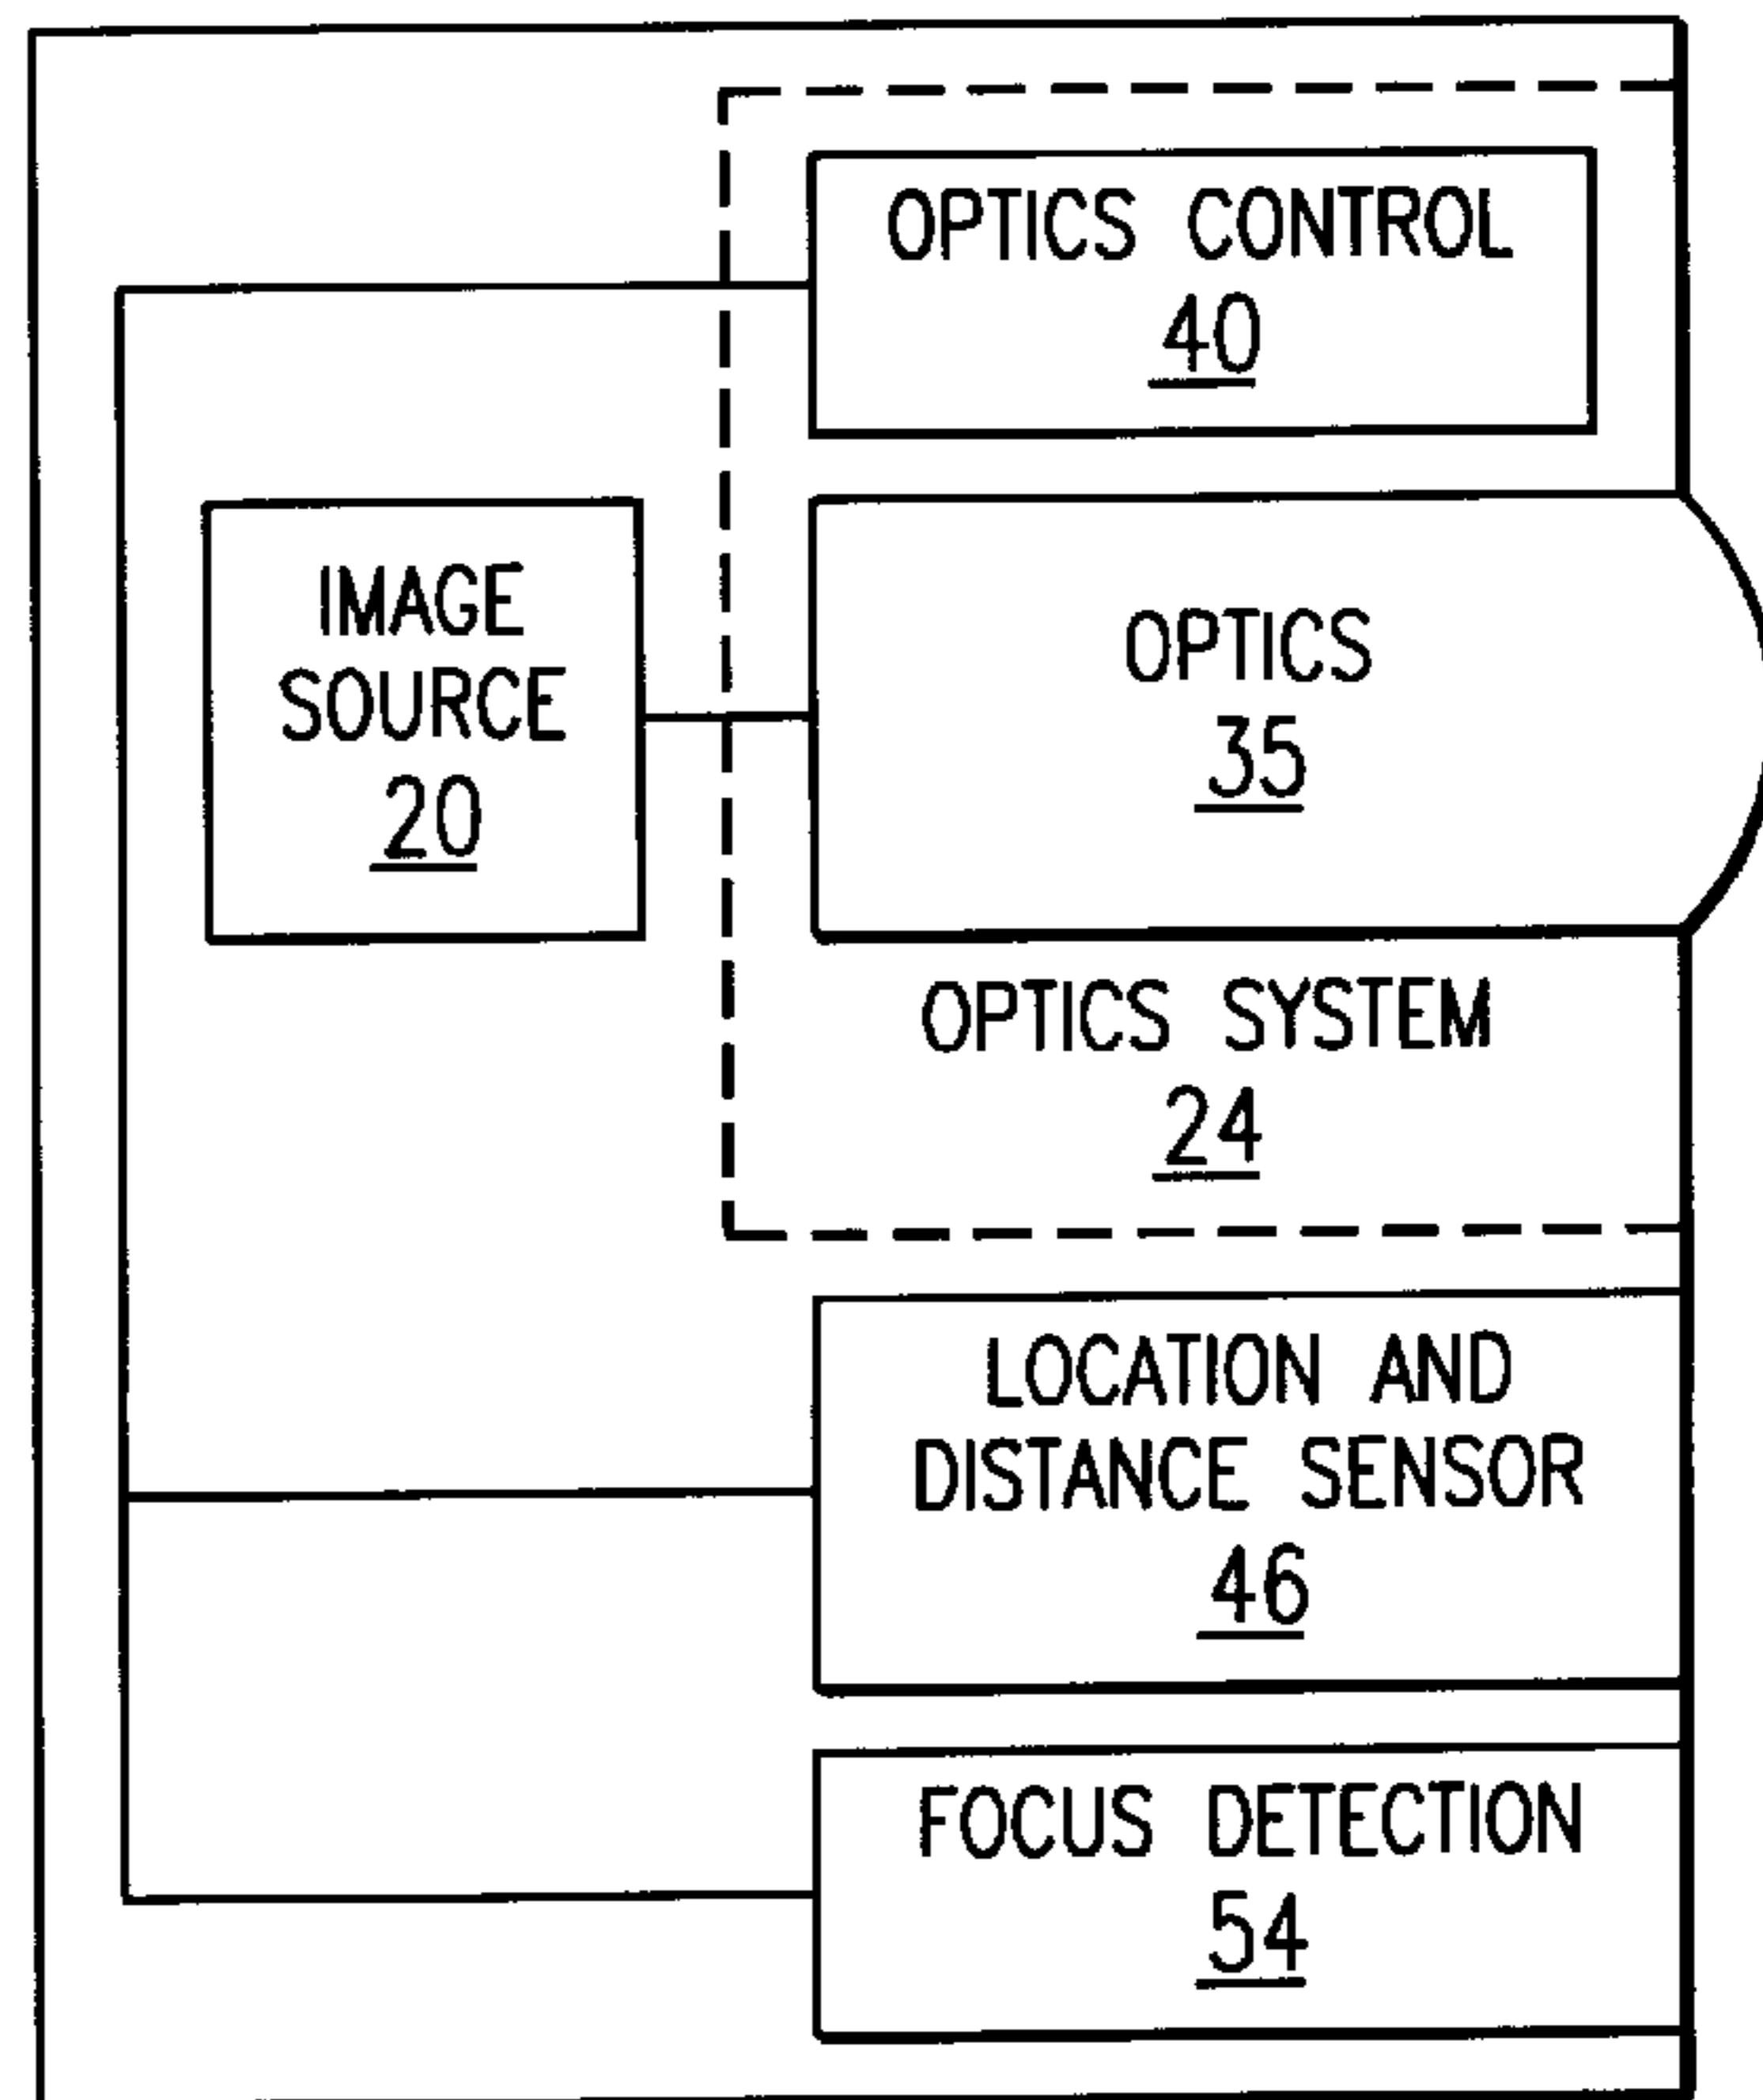 OPTICS CONTROL
40
IMAGE
SOURCE
20
OPTICS
35
OPTICS SYSTEM
24
LOCATION AND
DISTANCE SENSOR
46
FOCUS DETECTION
54